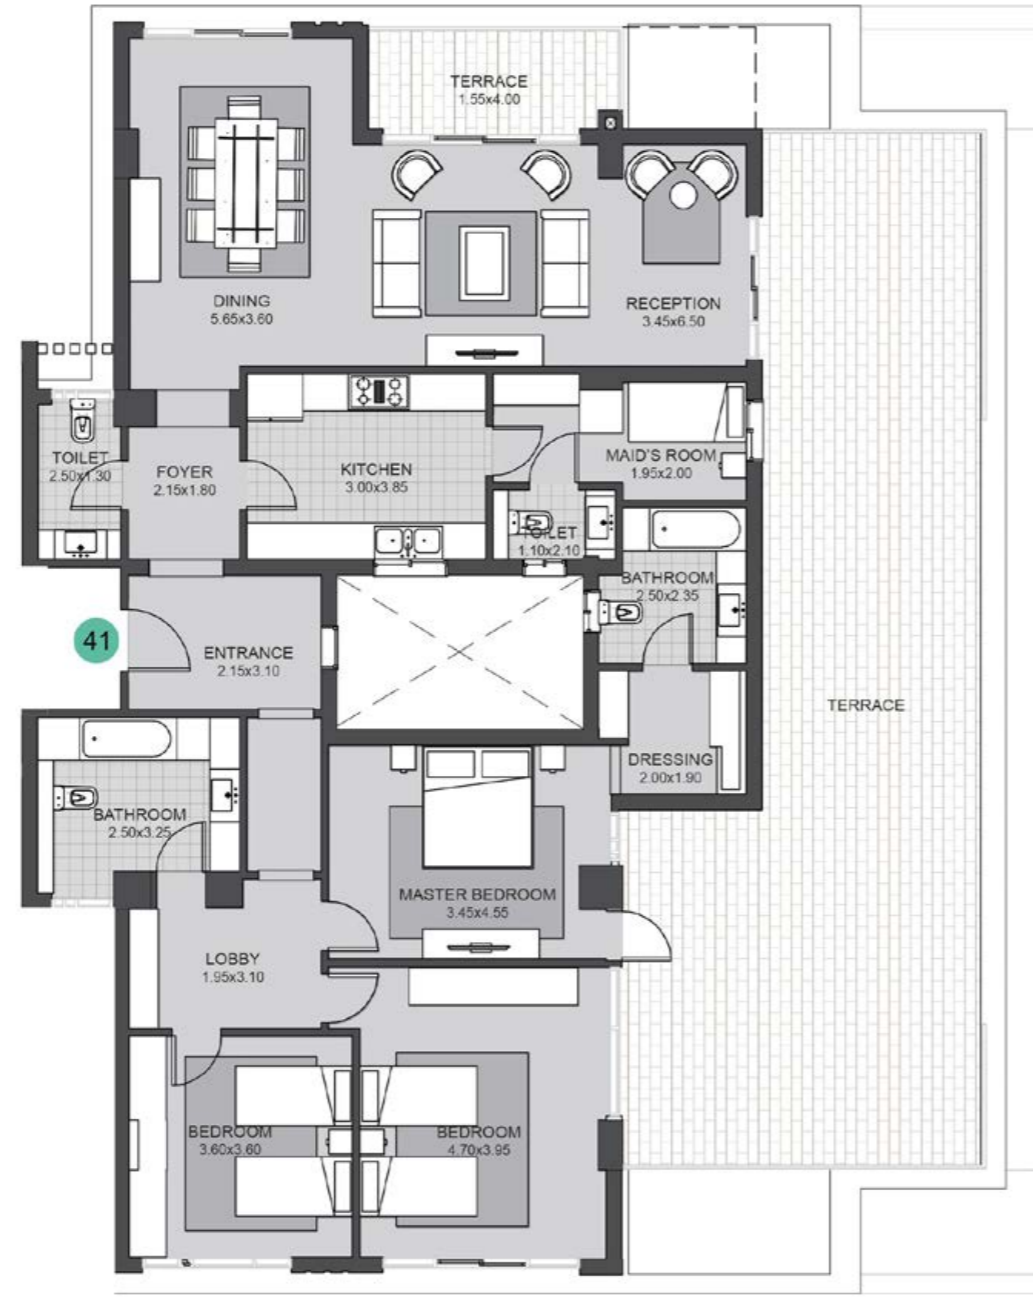 TERRACE
1.55x4.00
DINING
5.65x3.60
RECEPTION
3.45x6.50
TOILET
2.50x1.30
FOYER
2.15x1.80
KITCHEN
3.00x3.85
MAID'S ROOM
1.95x2.00
TOILET
1.10x2.10
BATHROOM
2.50x2.35
41
ENTRANCE
2.15x3.10
TERRACE
DRESSING
2.00x1.90
BATHROOM
2.50x3.25
MASTER BEDROOM
3.45x4.55
LOBBY
1.95x3.10
BEDROOM
3.60x3.60
BEDROOM
4.70x3.95